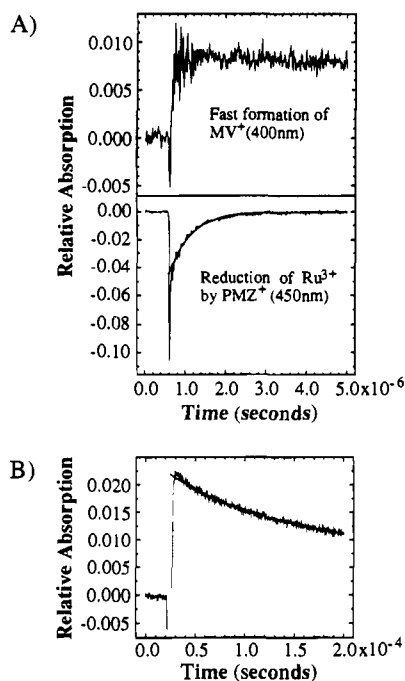 A)
0.010
0.005
0.000
-0.005
Relative Absorption
Fast formation of
MV⁺(400nm)
0.00
-0.02
-0.04
-0.06
-0.08
-0.10
Reduction of Ru³⁺
by PMZ⁺(450nm)
0.0 1.0 2.0 3.0 4.0 5.0x10⁻⁶
Time (seconds)
B)
0.020
0.015
0.010
0.005
0.000
-0.005
Relative Absorption
0.0 0.5 1.0 1.5 2.0x10⁻⁴
Time (seconds)